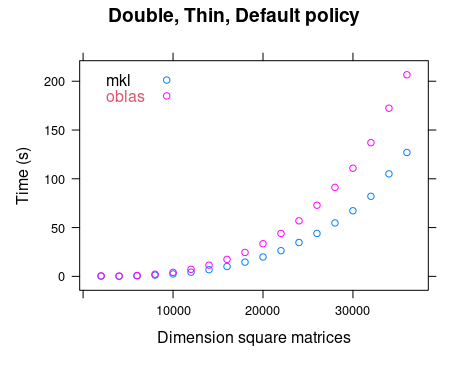 Double, Thin, Default policy
mkl
oblas
Time (s)
200
150
100
50
0
10000 20000 30000
Dimension square matrices